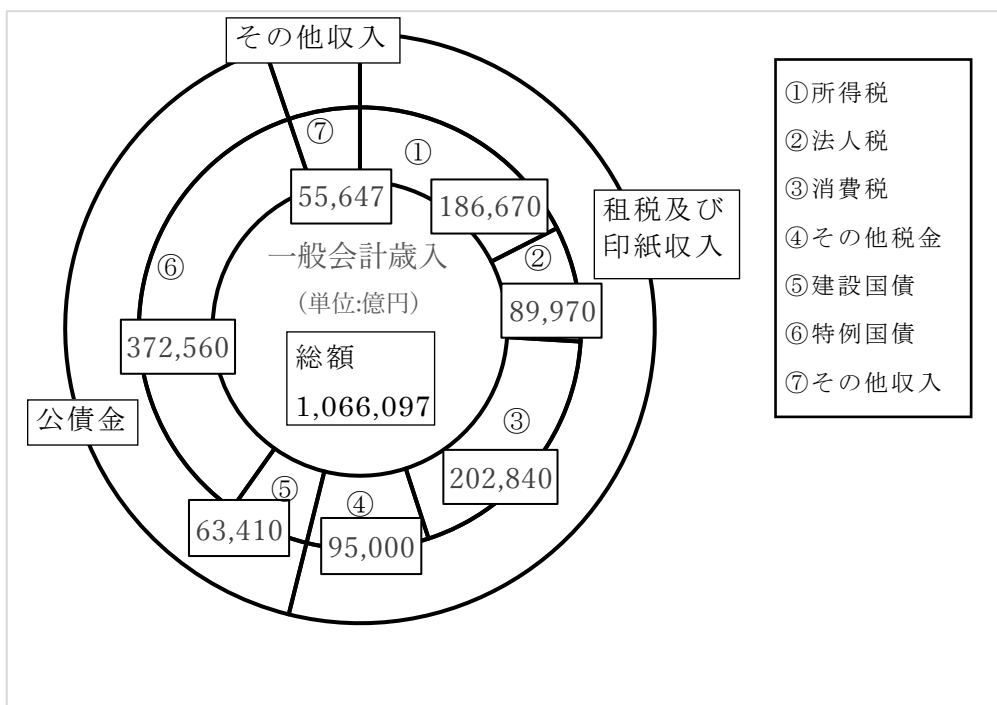 その他収入
⑦
①
55,647
186,670
租税及び
印紙収入
②
89,970
⑥
一般会計歳入
(単位:億円)
372,560
総額
1,066,097
公債金
③
202,840
⑤
63,410
④
95,000
①所得税
②法人税
③消費税
④その他税金
⑤建設国債
⑥特例国債
⑦その他収入